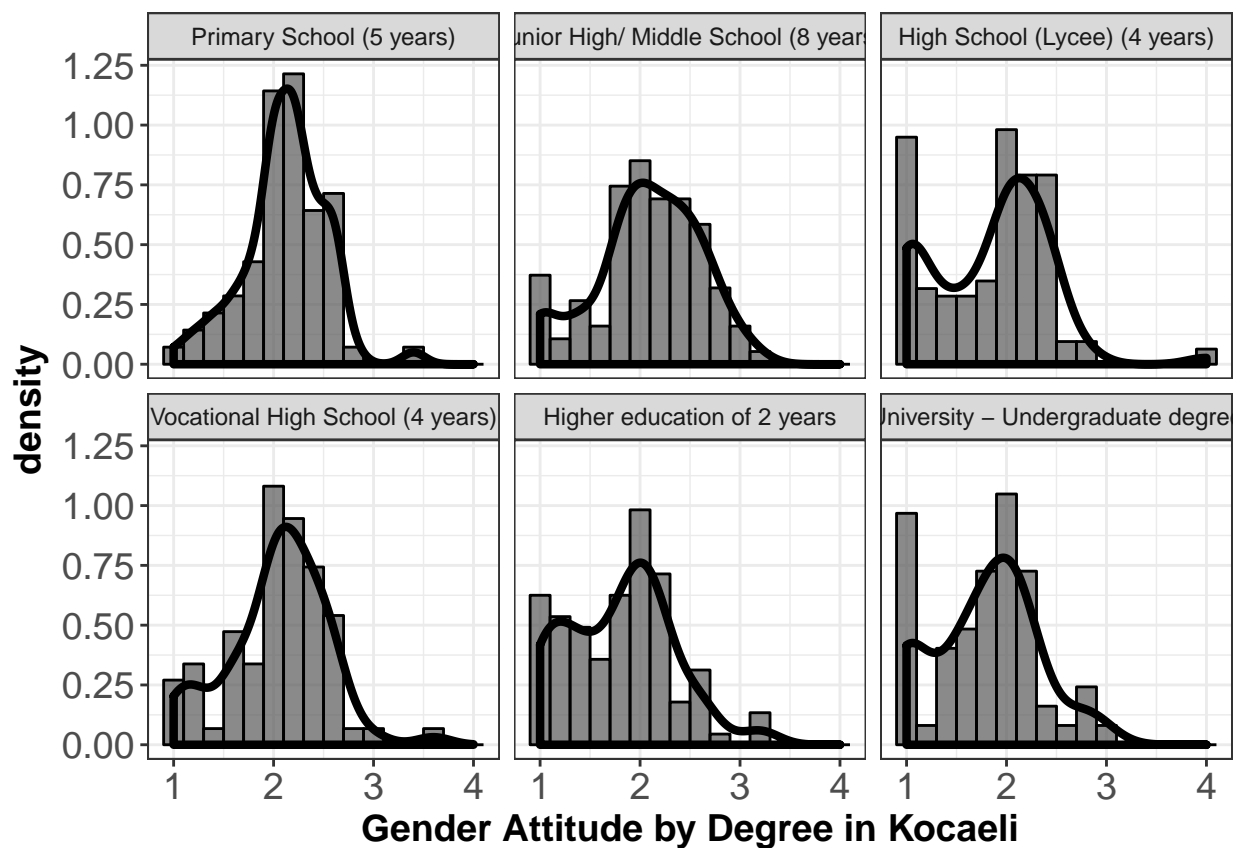 Primary School (5 years)
unior High/ Middle School (8 years
High School (Lycee) (4 years)
1.25
1.00
0.75
0.50
0.25
0.00
Vocational High School (4 years)
Higher education of 2 years
University – Undergraduate degree
1.25
1.00
0.75
0.50
0.25
0.00
density
1 2 3 4
1 2 3 4
1 2 3 4
Gender Attitude by Degree in Kocaeli